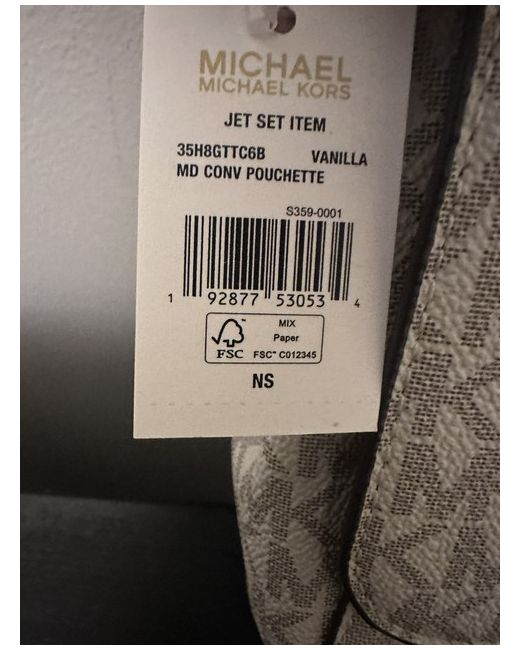 MICHAEL
MICHAEL KORS
JET SET ITEM
35H8GTTC6B VANILLA
MD CONV POUCHETTE
S359-0001
1 92877 53053 4
FSC
MIX
Paper
FSC™ C012345
NS